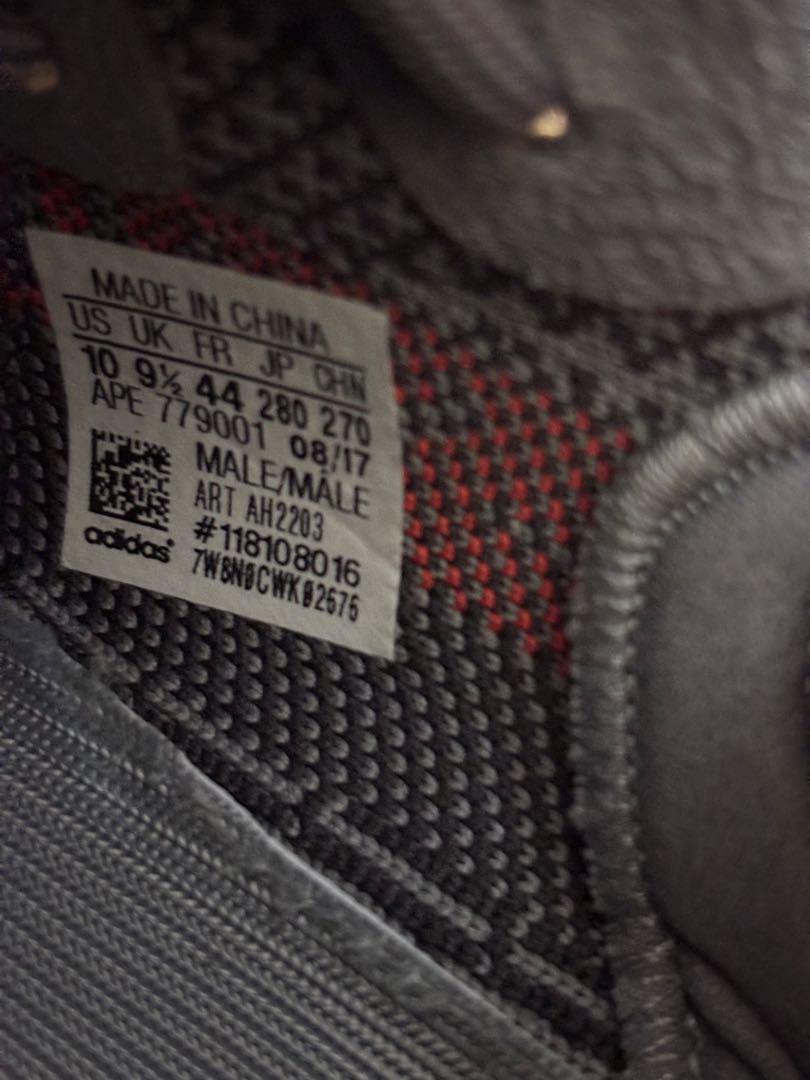 MADE IN CHINA
US UK FR JP CHN
10 9½ 44 280 270
APE 779001 08/17
MALE/MÂLE
ART AH2203
#118108016
adidas